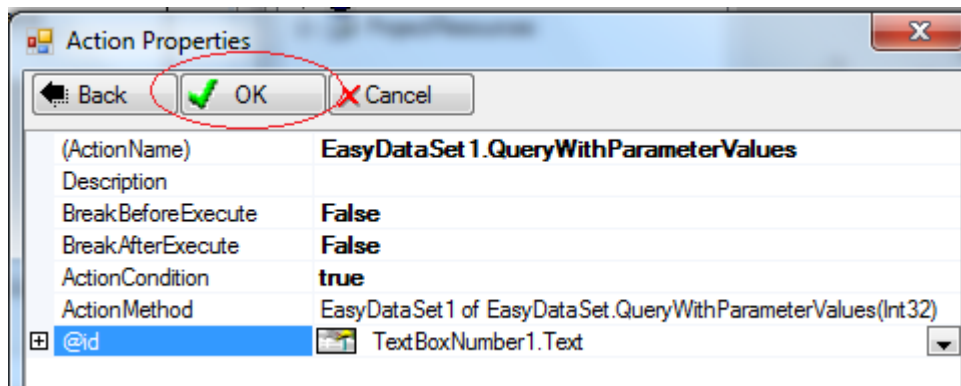 Action Properties
Back OK Cancel
(ActionName) EasyDataSet1.QueryWithParameterValues
Description
BreakBeforeExecute False
BreakAfterExecute False
ActionCondition true
ActionMethod EasyDataSet1 of EasyDataSet.QueryWithParameterValues(Int32)
@id TextBoxNumber1.Text